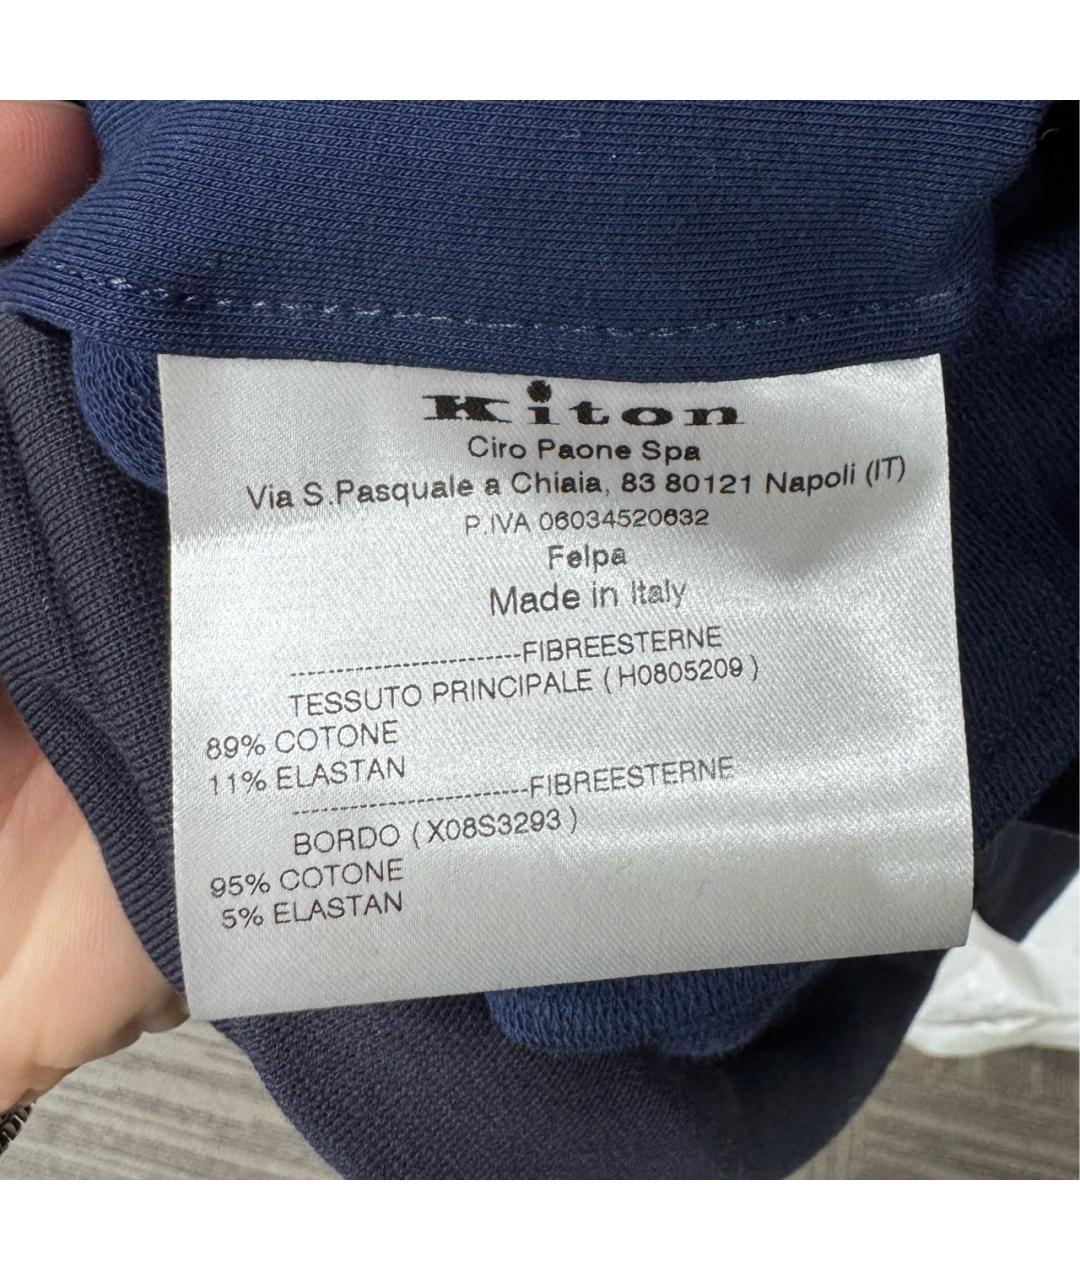 Kiton
Ciro Paone Spa
Via S.Pasquale a Chiaia, 83 80121 Napoli (IT)
P.IVA 06034520632
Felpa
Made in Italy
--------------------------FIBREESTERNE
TESSUTO PRINCIPALE ( H0805209 )
89% COTONE
11% ELASTAN
--------------------------FIBREESTERNE
BORDO ( X08S3293 )
95% COTONE
5% ELASTAN